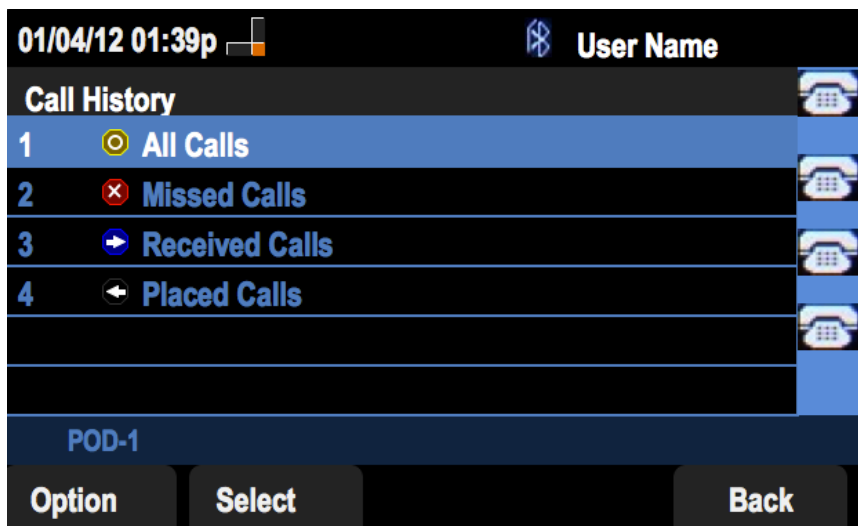 01/04/12 01:39p User Name
Call History
1 All Calls
2 Missed Calls
3 Received Calls
4 Placed Calls
POD-1
Option Select Back